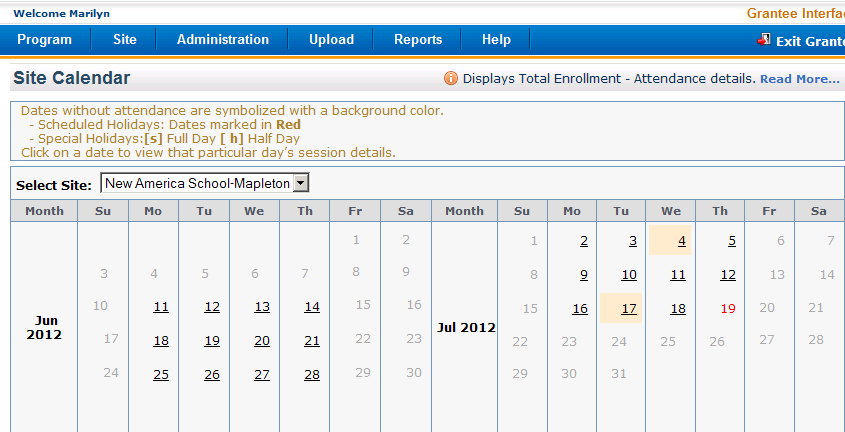 Welcome Marilyn
Grantee Interfac
Program Site Administration Upload Reports Help Exit Grante
Site Calendar
Displays Total Enrollment - Attendance details. Read More...
Dates without attendance are symbolized with a background color.
- Scheduled Holidays: Dates marked in Red
- Special Holidays:[s] Full Day [ h] Half Day
Click on a date to view that particular day's session details.
Select Site: New America School-Mapleton
Month Su Mo Tu We Th Fr Sa Month Su Mo Tu We Th Fr Sa
1 2 1 2 3 4 5 6 7
3 4 5 6 7 8 9 8 9 10 11 12 13 14
10 11 12 13 14 15 16 15 16 17 18 19 20 21
Jun 2012 Jul 2012
17 18 19 20 21 22 23 22 23 24 25 26 27 28
24 25 26 27 28 29 30 29 30 31